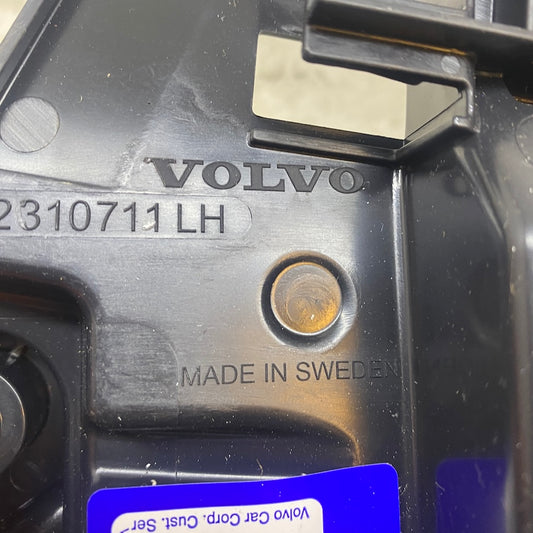 VOLVO
2310711 LH
MADE IN SWEDEN
Volvo Car Corp. Cust. Ser